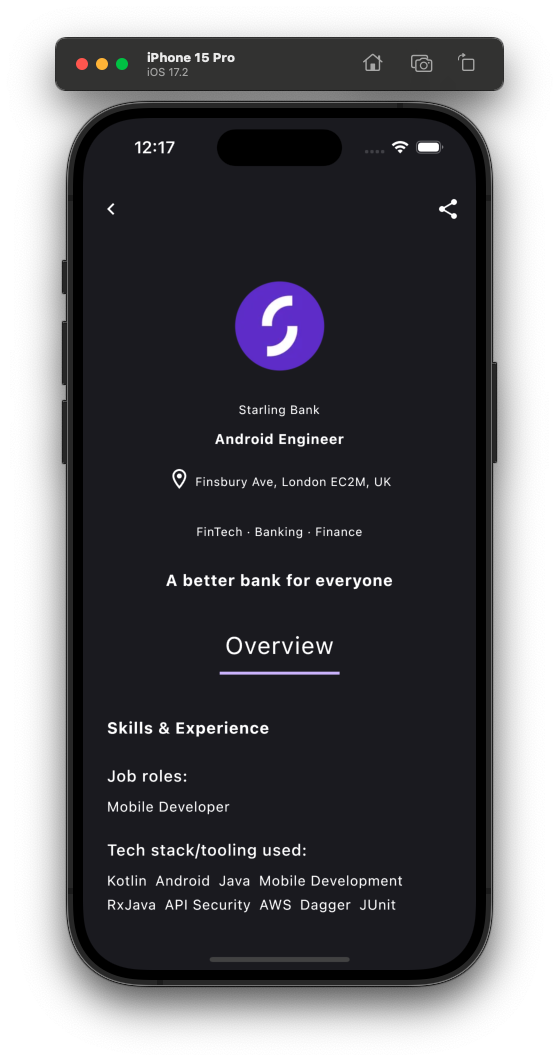 iPhone 15 Pro
iOS 17.2
12:17
Starling Bank
Android Engineer
Finsbury Ave, London EC2M, UK
FinTech · Banking · Finance
A better bank for everyone
Overview
Skills & Experience
Job roles:
Mobile Developer
Tech stack/tooling used:
Kotlin Android Java Mobile Development
RxJava API Security AWS Dagger JUnit